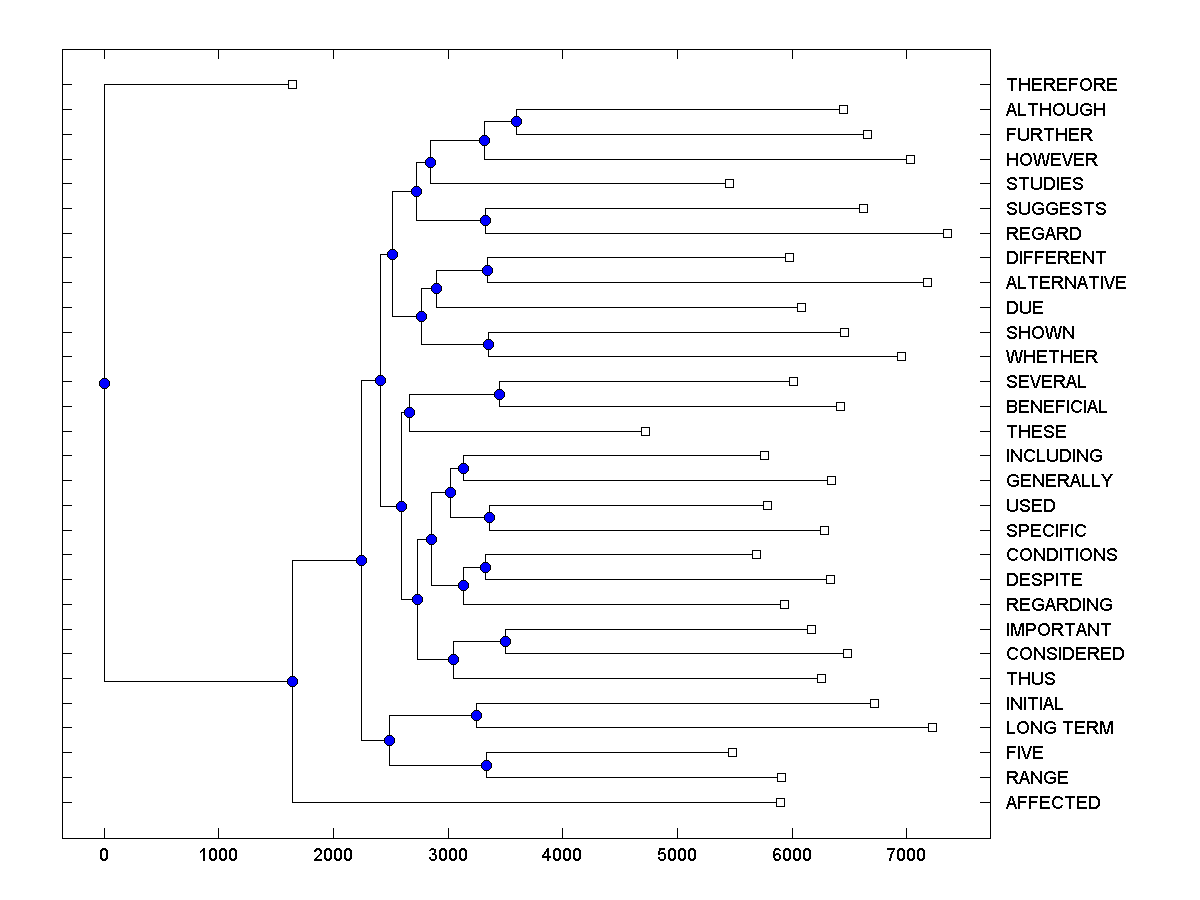 THEREFORE
ALTHOUGH
FURTHER
HOWEVER
STUDIES
SUGGESTS
REGARD
DIFFERENT
ALTERNATIVE
DUE
SHOWN
WHETHER
SEVERAL
BENEFICIAL
THESE
INCLUDING
GENERALLY
USED
SPECIFIC
CONDITIONS
DESPITE
REGARDING
IMPORTANT
CONSIDERED
THUS
INITIAL
LONG TERM
FIVE
RANGE
AFFECTED
0 1000 2000 3000 4000 5000 6000 7000